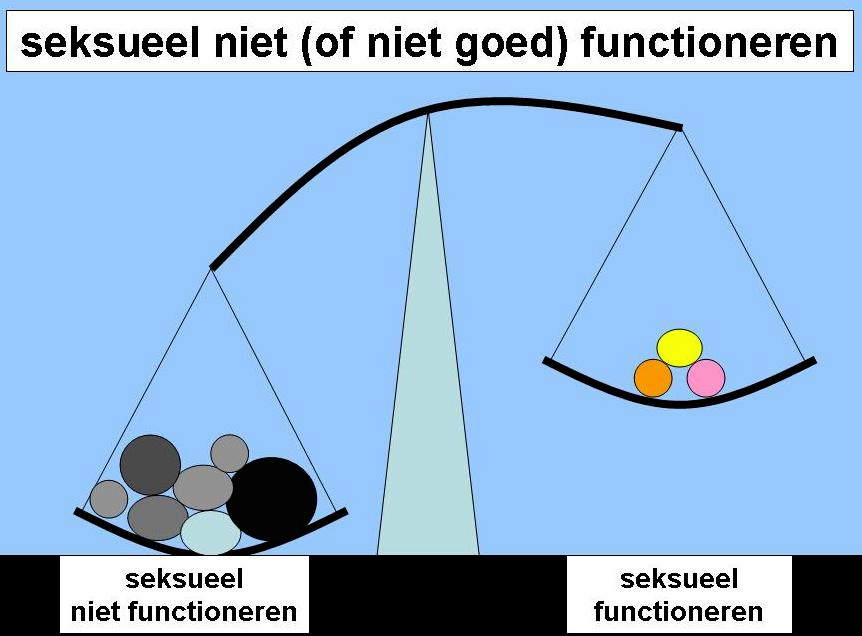 seksueel niet (of niet goed) functioneren
seksueel
niet functioneren
seksueel
functioneren